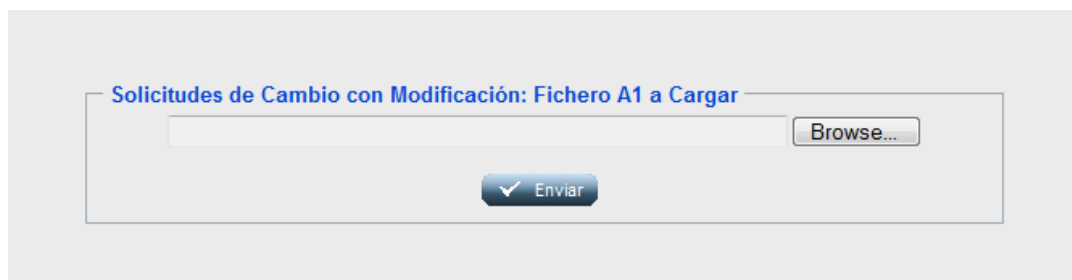 Solicitudes de Cambio con Modificación: Fichero A1 a Cargar
Browse...
Enviar